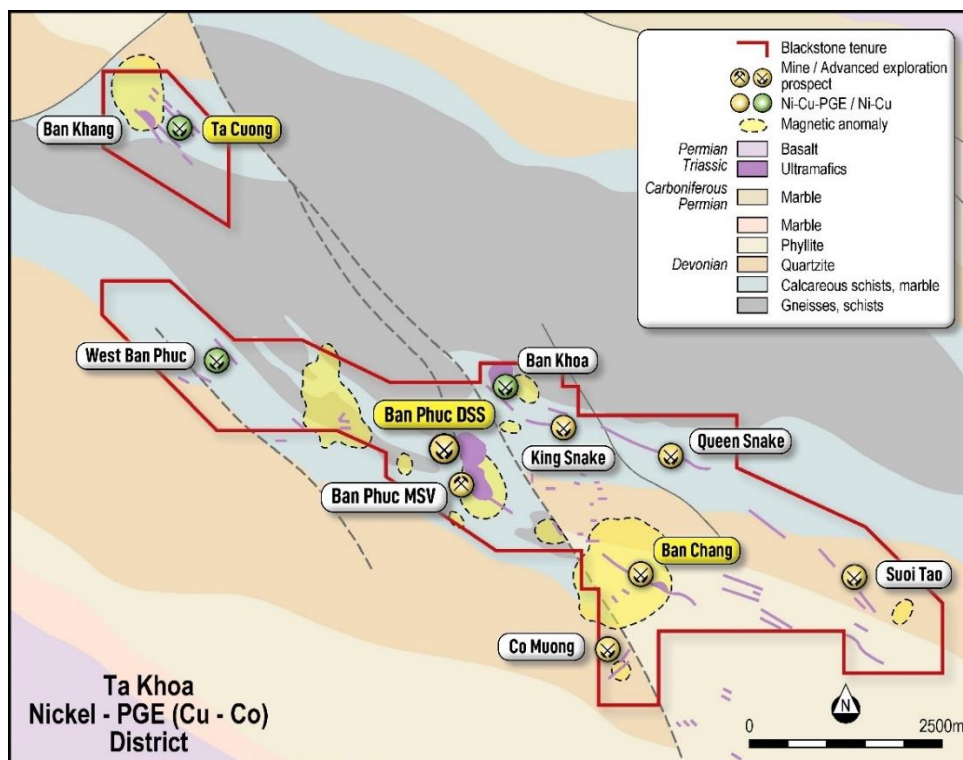 Blackstone tenure
Mine / Advanced exploration
prospect
Ni-Cu-PGE / Ni-Cu
Magnetic anomaly
Permian
Basalt
Triassic
Ultramafics
Carboniferous
Marble
Permian
Marble
Phyllite
Devonian
Quartzite
Calcareous schists, marble
Gneisses, schists
Ban Khang
Ta Cuong
West Ban Phuc
Ban Khoa
Ban Phuc DSS
King Snake
Queen Snake
Ban Phuc MSV
Ban Chang
Suoi Tao
Co Muong
Ta Khoa
Nickel - PGE (Cu - Co)
District
N
0 2500m